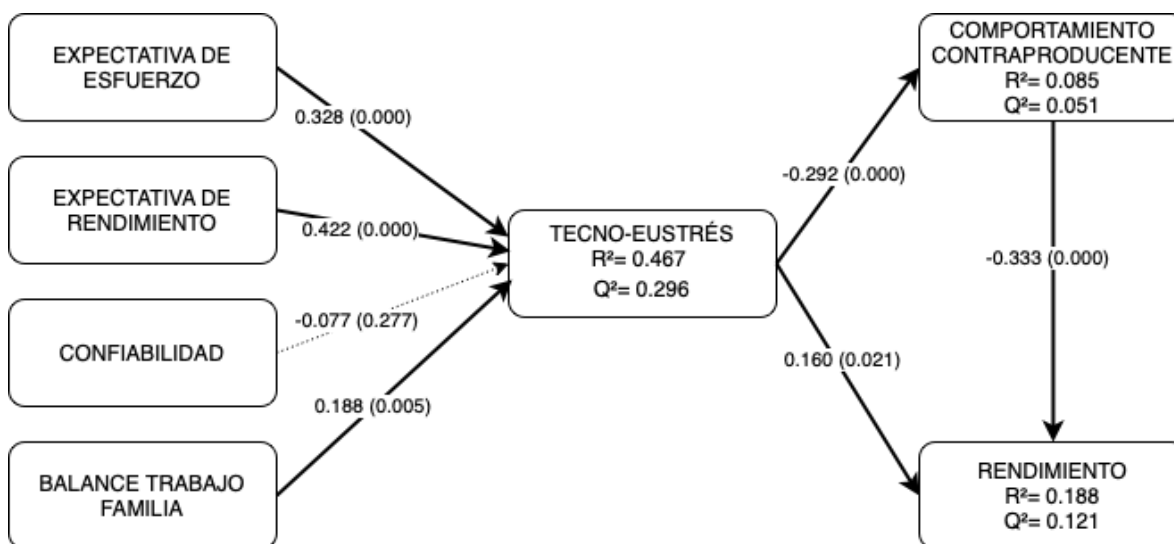 EXPECTATIVA DE
ESFUERZO
0.328 (0.000)
EXPECTATIVA DE
RENDIMIENTO
0.422 (0.000)
CONFIABILIDAD
-0.077 (0.277)
BALANCE TRABAJO
FAMILIA
0.188 (0.005)
TECNO-EUSTRÉS
R²= 0.467
Q²= 0.296
-0.292 (0.000)
0.160 (0.021)
COMPORTAMIENTO
CONTRAPRODUCENTE
R²= 0.085
Q²= 0.051
-0.333 (0.000)
RENDIMIENTO
R²= 0.188
Q²= 0.121